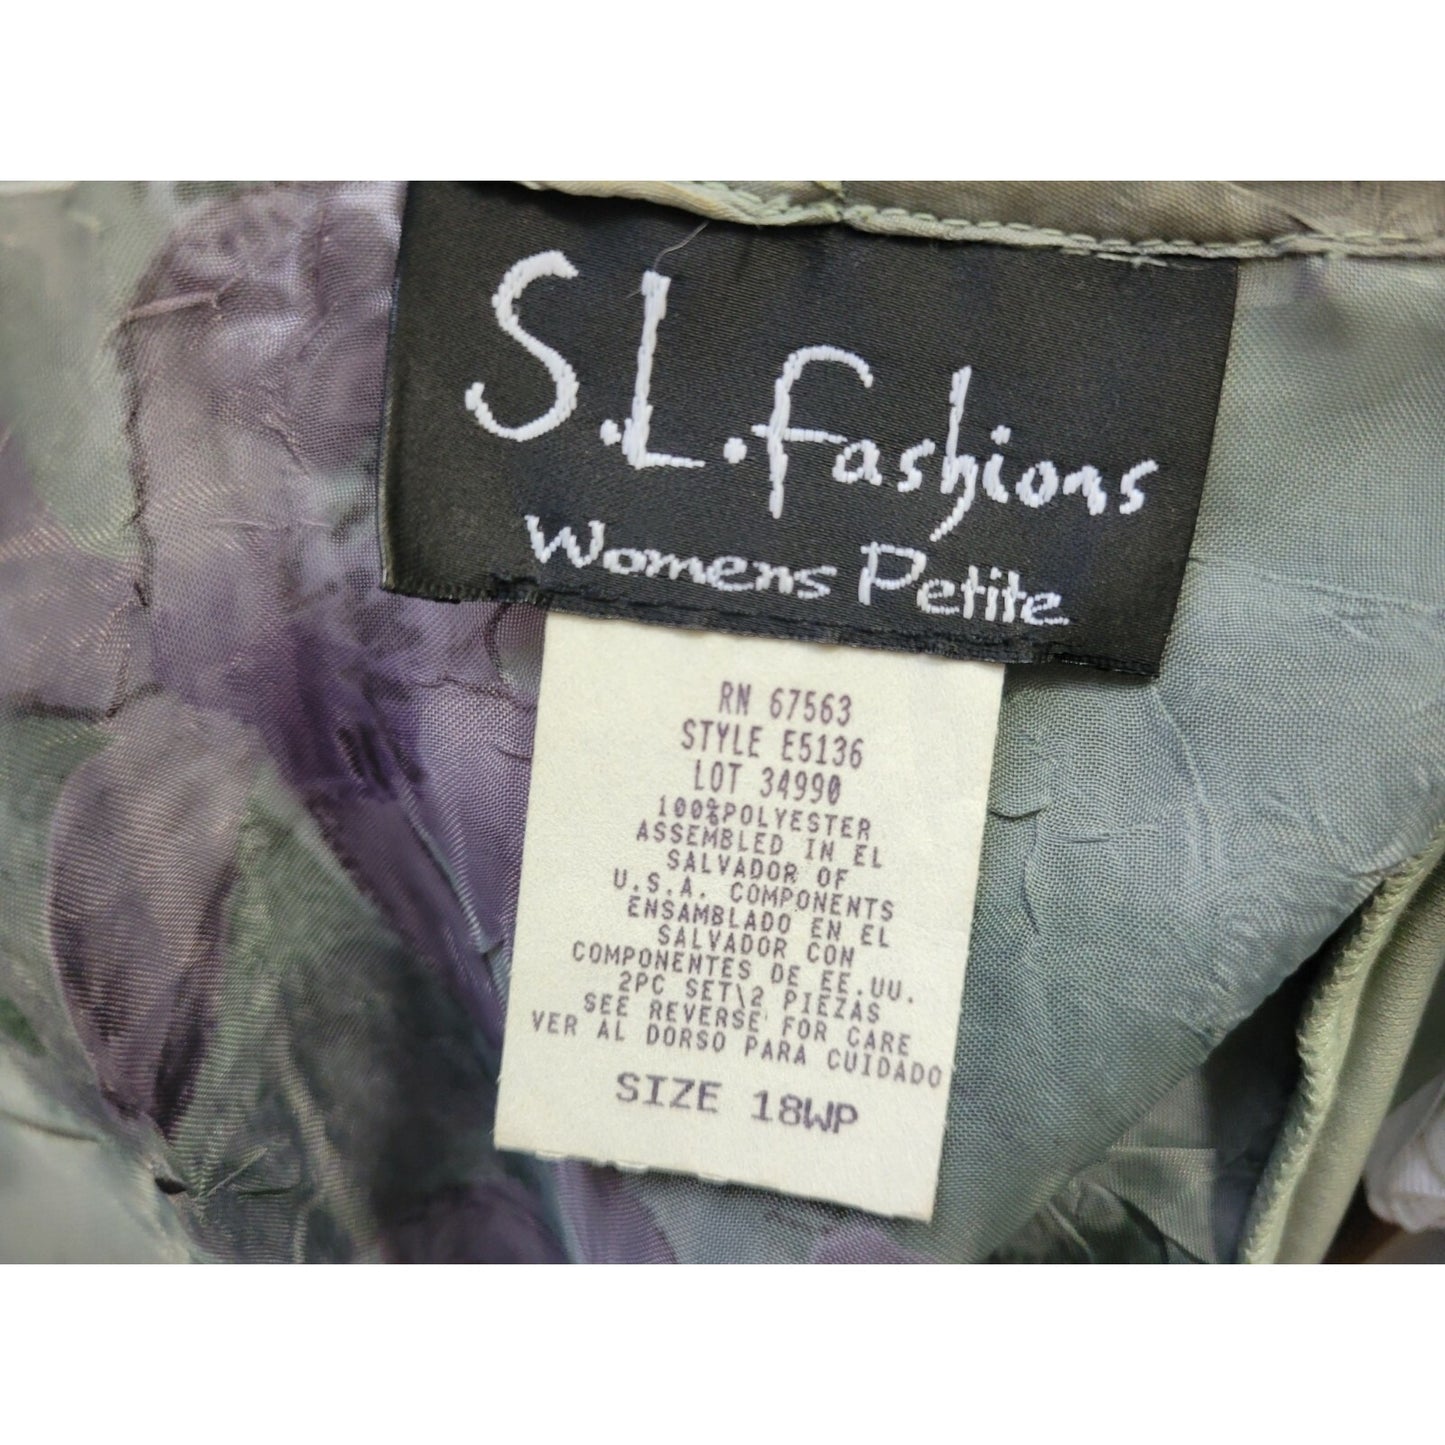 S.L.fashions
Womens Petite
RN 67563
STYLE E5136
LOT 34990
100%POLYESTER
ASSEMBLED IN EL
SALVADOR OF
U.S.A. COMPONENTS
ENSAMBLADO EN EL
SALVADOR CON
COMPONENTES DE EE.UU.
2PC SET\2 PIEZAS
SEE REVERSE FOR CARE
VER AL DORSO PARA CUIDADO
SIZE 18WP